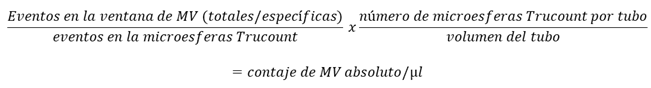 Eventos en la ventana de MV (totales/específicas)
eventos en la microesferas Trucount
x
número de microesferas Trucount por tubo
volumen del tubo
= contaje de MV absoluto/μl